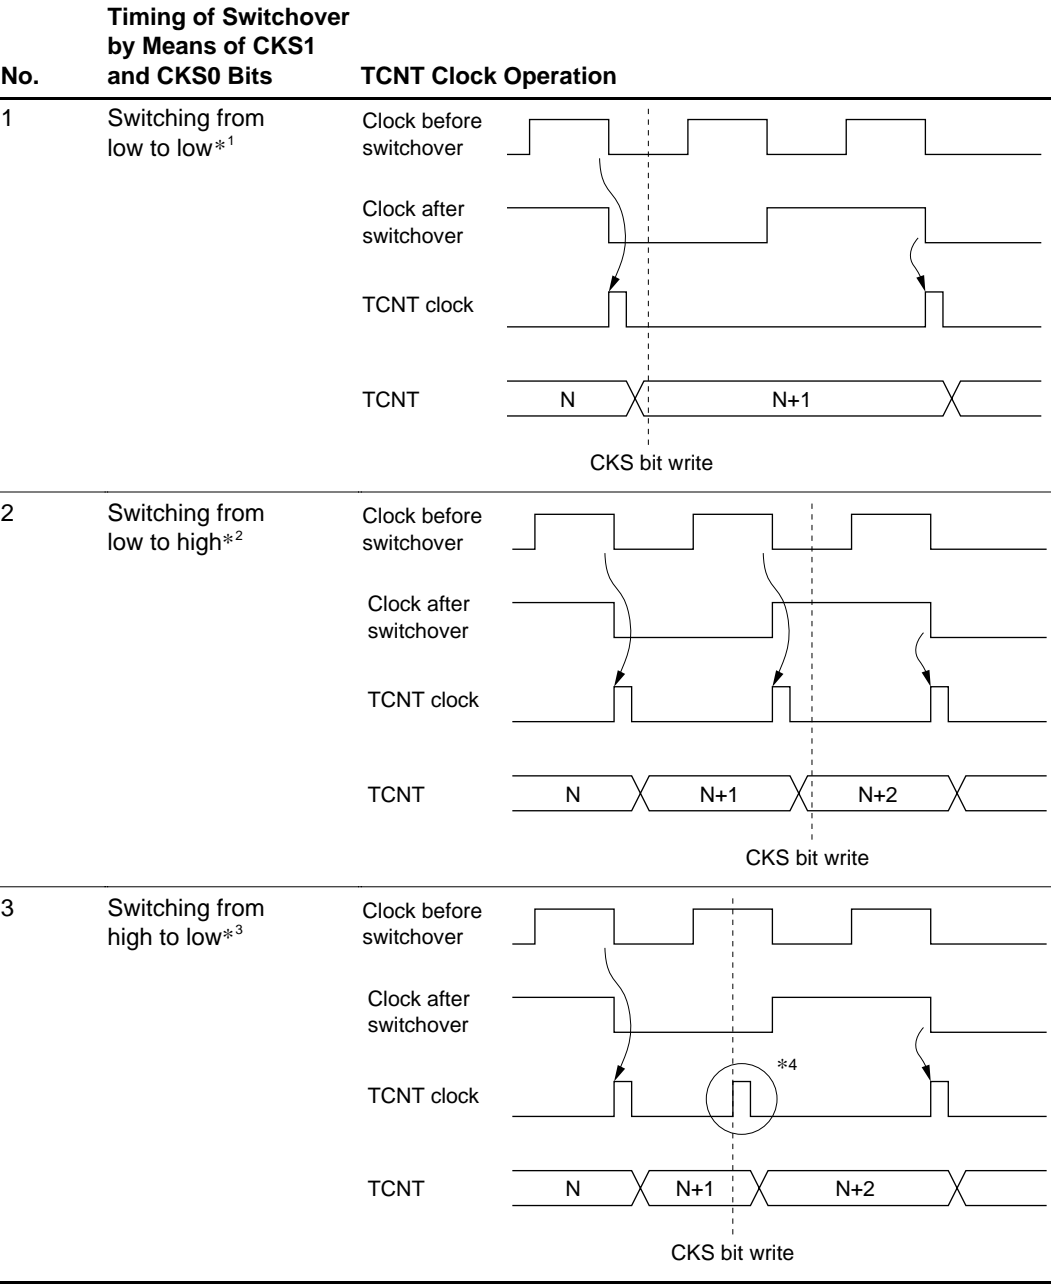 Timing of Switchover
by Means of CKS1
No. and CKS0 Bits TCNT Clock Operation
1 Switching from
low to low*1
Clock before
switchover
Clock after
switchover
TCNT clock
TCNT N N+1
CKS bit write
2 Switching from
low to high*2
Clock before
switchover
Clock after
switchover
TCNT clock
TCNT N N+1 N+2
CKS bit write
3 Switching from
high to low*3
Clock before
switchover
Clock after
switchover
*4
TCNT clock
TCNT N N+1 N+2
CKS bit write